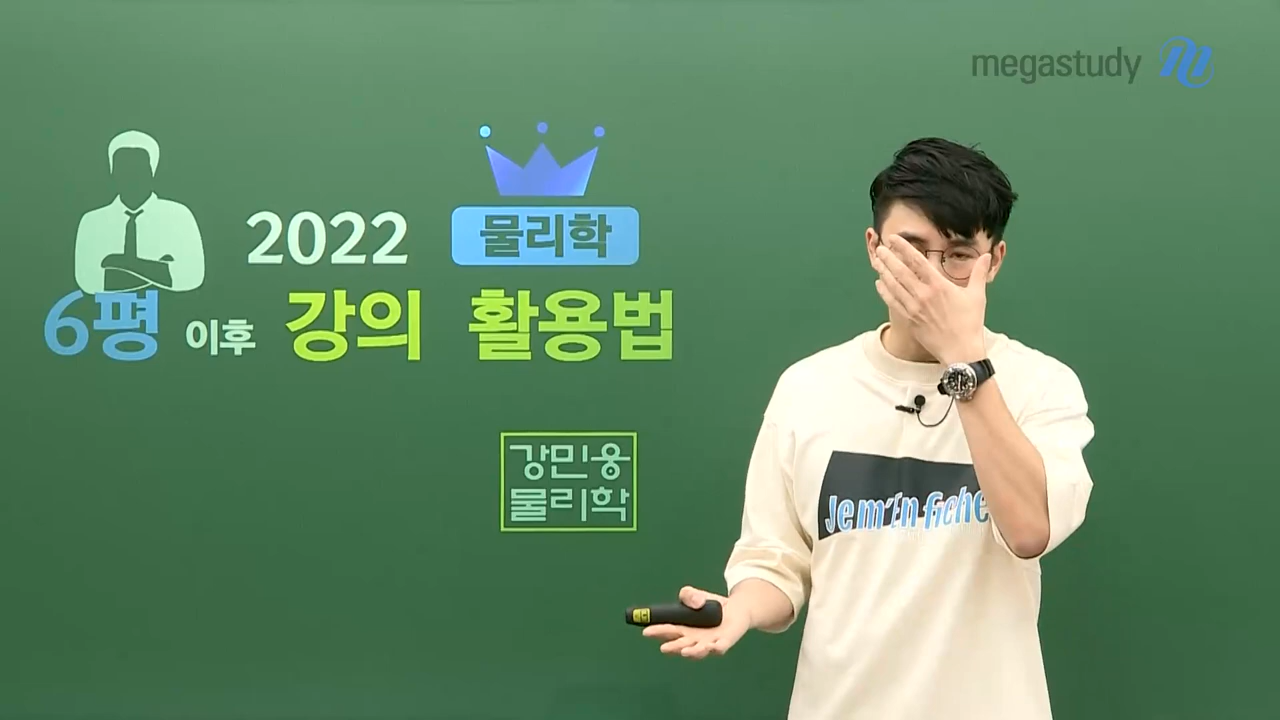 megastudy
2022 물리학
6평 이후 강의 활용법
강민웅
물리학
Jem'En fiche